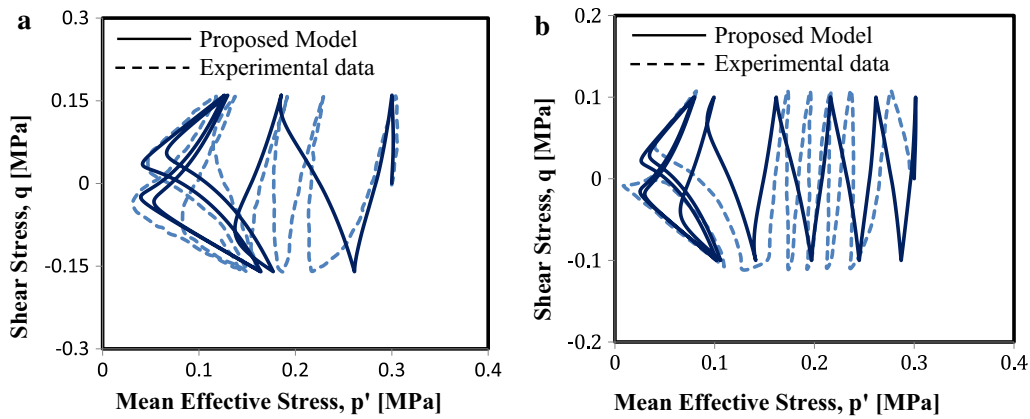 a
0.3
0.15
0
-0.15
-0.3
Shear Stress, q [MPa]
Proposed Model
Experimental data
0 0.1 0.2 0.3 0.4
Mean Effective Stress, p' [MPa]
b
0.2
0.1
0
-0.1
-0.2
Shear Stress, q [MPa]
Proposed Model
Experimental data
0 0.1 0.2 0.3 0.4
Mean Effective Stress, p' [MPa]